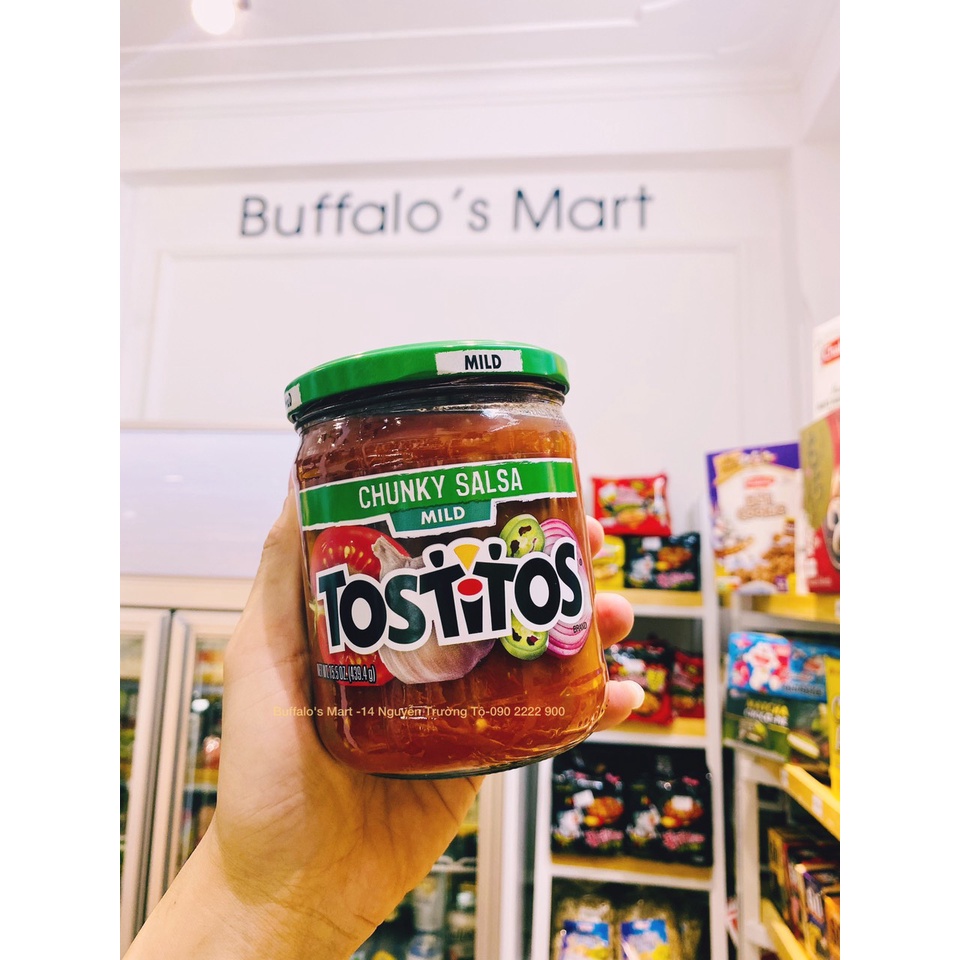 Buffalo's Mart
MILD
CHUNKY SALSA
MILD
TOSTITOS
BRAND
NET WT 15.5 OZ. (439.4 g)
Buffalo's Mart -14 Nguyễn Trường Tộ-090 2222 900